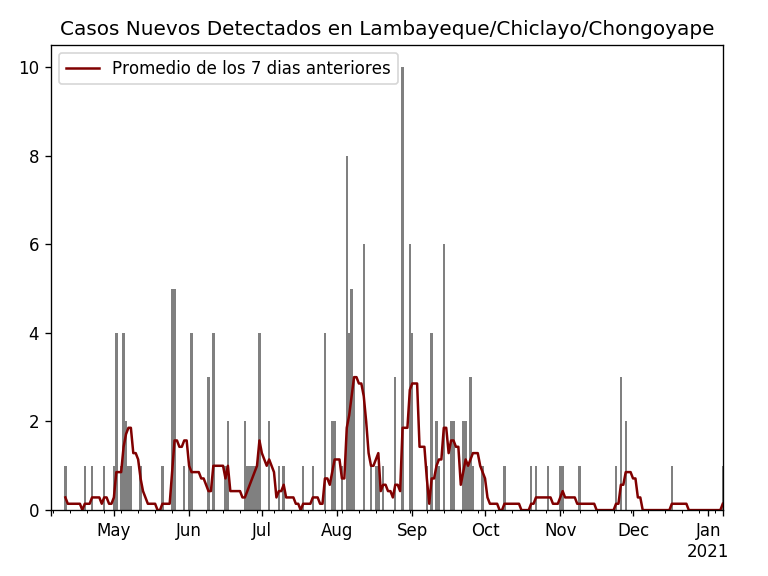 Casos Nuevos Detectados en Lambayeque/Chiclayo/Chongoyape
Promedio de los 7 dias anteriores
10
8
6
4
2
0
May Jun Jul Aug Sep Oct Nov Dec Jan
2021